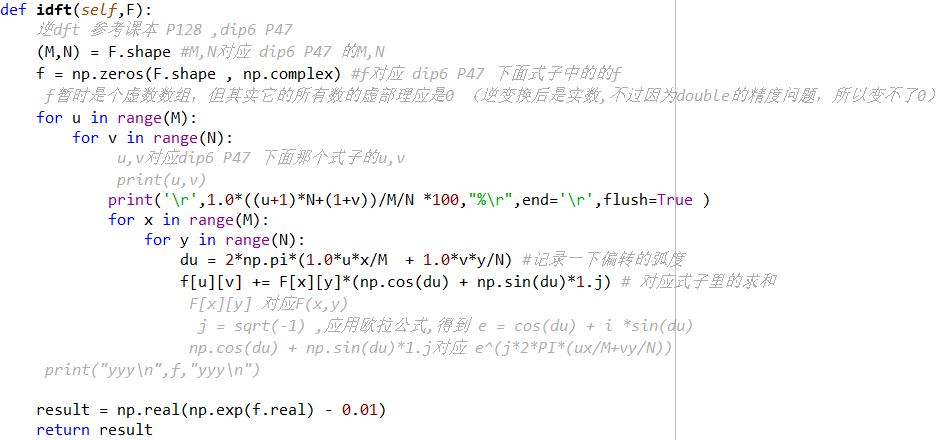 def idft(self,F):
逆dft 参考课本 P128 ,dip6 P47
(M,N) = F.shape #M,N对应 dip6 P47 的M,N
f = np.zeros(F.shape , np.complex) #f对应 dip6 P47 下面式子中的的f
f暂时是个虚数数组，但其实它的所有数的虚部理应是0 （逆变换后是实数,不过因为double的精度问题，所以变不了0）
for u in range(M):
for v in range(N):
u,v对应dip6 P47 下面那个式子的u,v
print(u,v)
print('\r',1.0*((u+1)*N+(1+v))/M/N *100,"%\r",end='\r',flush=True )
for x in range(M):
for y in range(N):
du = 2*np.pi*(1.0*u*x/M  + 1.0*v*y/N) #记录一下偏转的弧度
f[u][v] += F[x][y]*(np.cos(du) + np.sin(du)*1.j) # 对应式子里的求和
F[x][y] 对应F(x,y)
j = sqrt(-1) ,应用欧拉公式,得到 e = cos(du) + i *sin(du)
np.cos(du) + np.sin(du)*1.j对应 e^(j*2*PI*(ux/M+vy/N))
print("yyy\n",f,"yyy\n")
result = np.real(np.exp(f.real) - 0.01)
return result